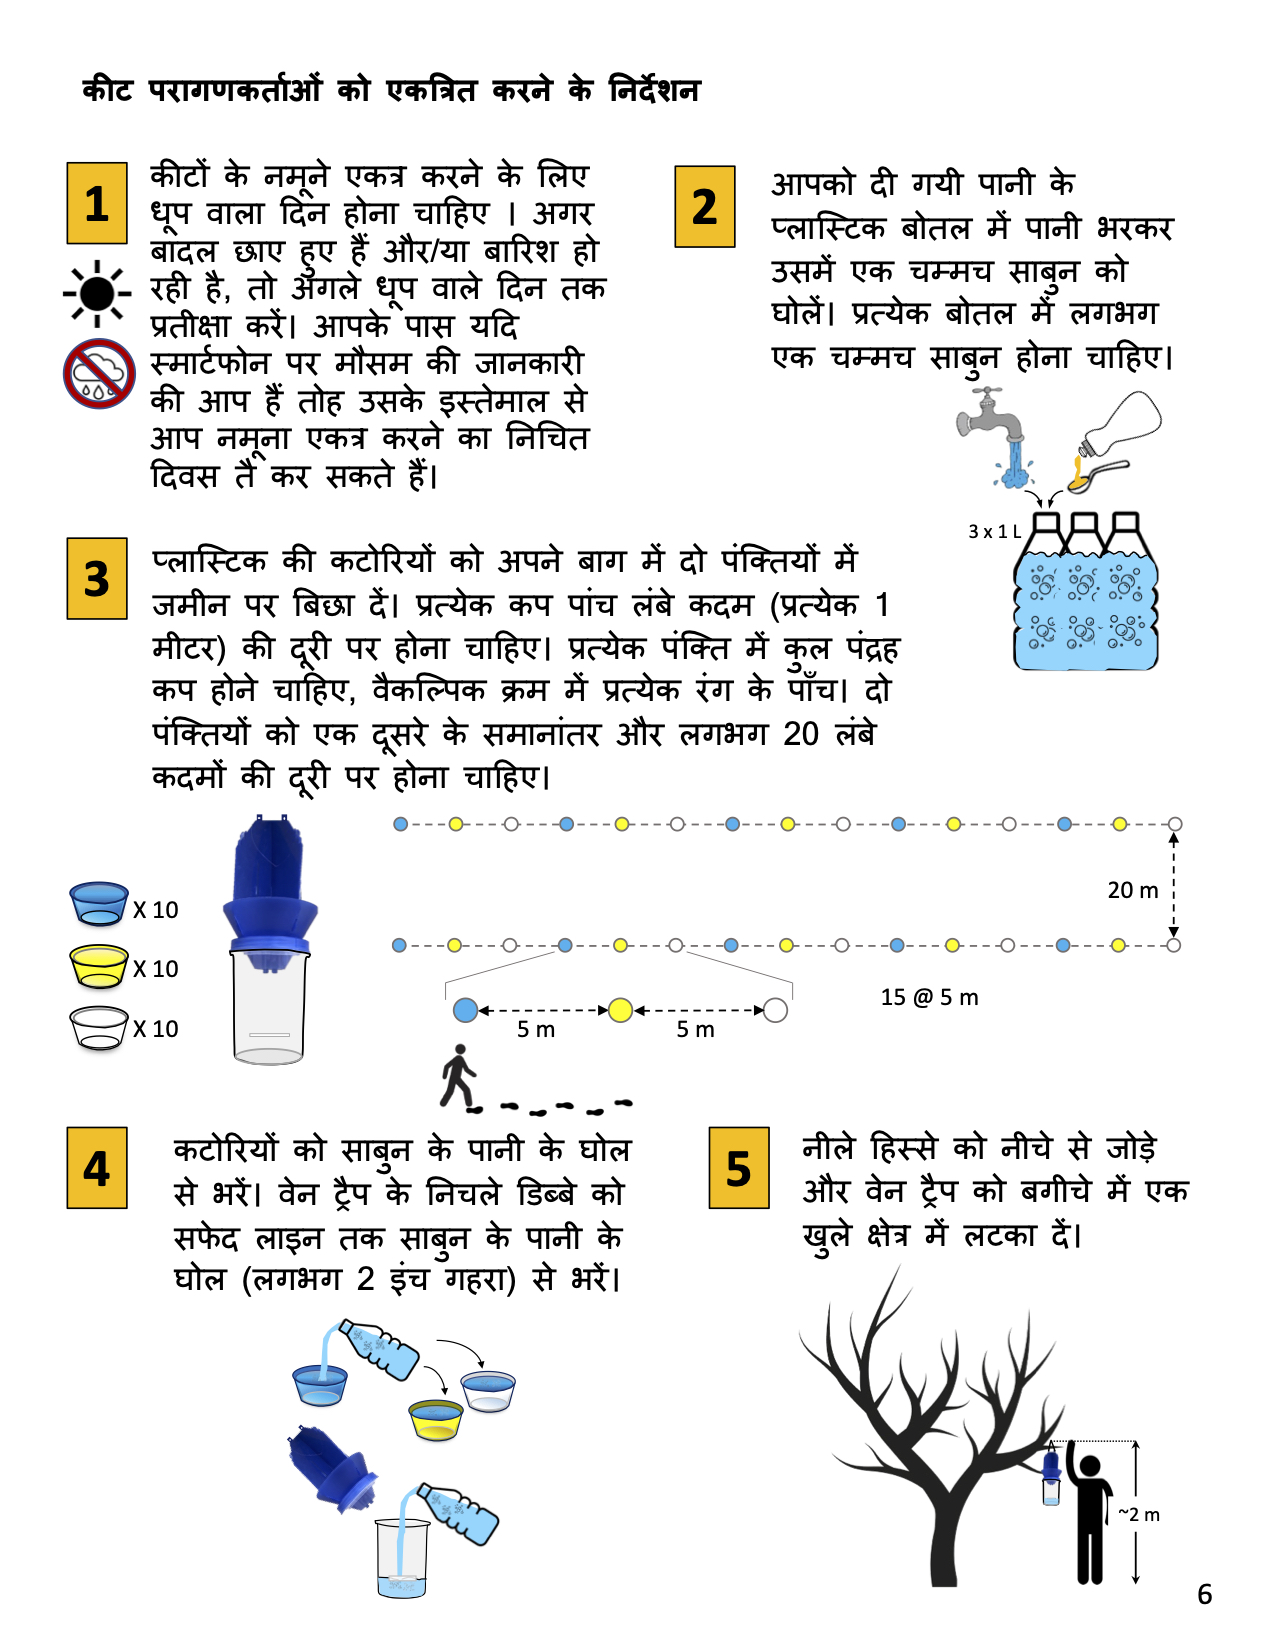 कीट परागणकर्ताओं को एकत्रित करने के निर्देशन
1
कीटों के नमूने एकत्र करने के लिए
धूप वाला दिन होना चाहिए । अगर
बादल छाए हुए हैं और/या बारिश हो
रही है, तो अगले धूप वाले दिन तक
प्रतीक्षा करें। आपके पास यदि
स्मार्टफोन पर मौसम की जानकारी
की आप हैं तोह उसके इस्तेमाल से
आप नमूना एकत्र करने का निचित
दिवस तै कर सकते हैं।
2
आपको दी गयी पानी के
प्लास्टिक बोतल में पानी भरकर
उसमें एक चम्मच साबुन को
घोलें। प्रत्येक बोतल में लगभग
एक चम्मच साबुन होना चाहिए।
3 x 1 L
3
प्लास्टिक की कटोरियों को अपने बाग में दो पंक्तियों में
जमीन पर बिछा दें। प्रत्येक कप पांच लंबे कदम (प्रत्येक 1
मीटर) की दूरी पर होना चाहिए। प्रत्येक पंक्ति में कुल पंद्रह
कप होने चाहिए, वैकल्पिक क्रम में प्रत्येक रंग के पाँच। दो
पंक्तियों को एक दूसरे के समानांतर और लगभग 20 लंबे
कदमों की दूरी पर होना चाहिए।
X 10
X 10
X 10
20 m
15 @ 5 m
5 m
5 m
4
कटोरियों को साबुन के पानी के घोल
से भरें। वेन ट्रैप के निचले डिब्बे को
सफेद लाइन तक साबुन के पानी के
घोल (लगभग 2 इंच गहरा) से भरें।
5
नीले हिस्से को नीचे से जोड़े
और वेन ट्रैप को बगीचे में एक
खुले क्षेत्र में लटका दें।
~2 m
6